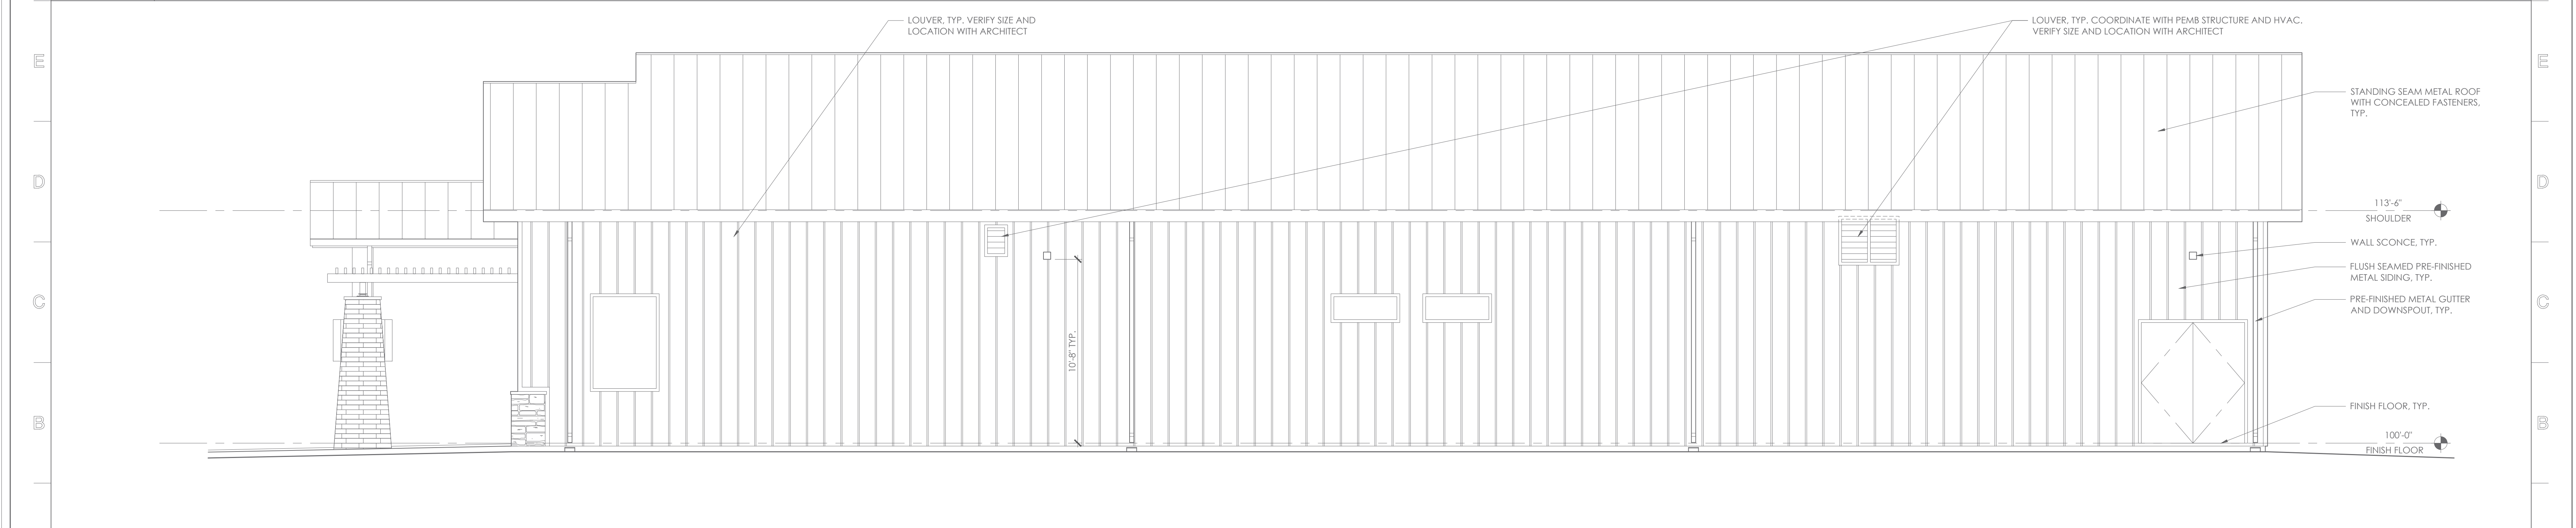 LOUVER, TYP. VERIFY SIZE AND
LOCATION WITH ARCHITECT
LOUVER, TYP. COORDINATE WITH PEMB STRUCTURE AND HVAC.
VERIFY SIZE AND LOCATION WITH ARCHITECT
E
E
STANDING SEAM METAL ROOF
WITH CONCEALED FASTENERS,
TYP.
D
D
113'-6"
SHOULDER
WALL SCONCE, TYP.
FLUSH SEAMED PRE-FINISHED
METAL SIDING, TYP.
C
C
PRE-FINISHED METAL GUTTER
AND DOWNSPOUT, TYP.
10'-8" TYP.
FINISH FLOOR, TYP.
B
B
100'-0"
FINISH FLOOR